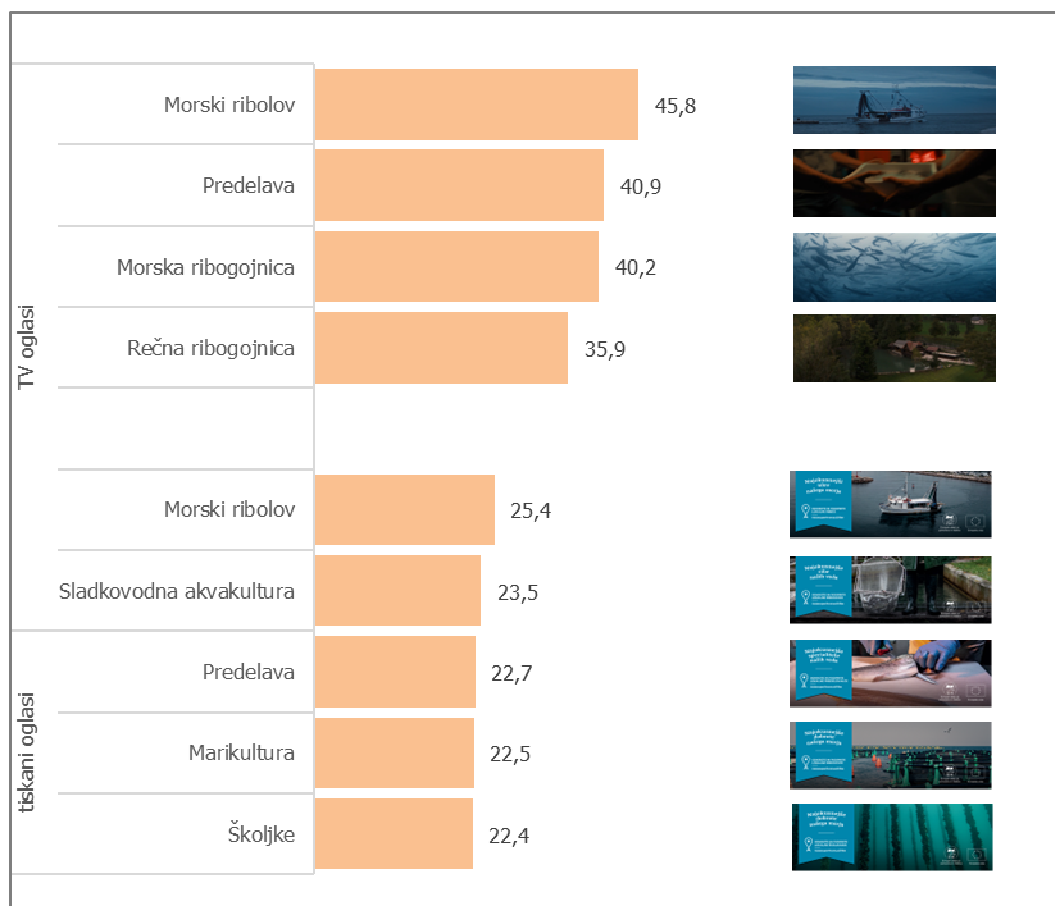 TV oglasi
Morski ribolov 45,8
Predelava 40,9
Morska ribogojnica 40,2
Rečna ribogojnica 35,9
Morski ribolov 25,4
Sladkovodna akvakultura 23,5
tiskani oglasi
Predelava 22,7
Marikultura 22,5
Školjke 22,4